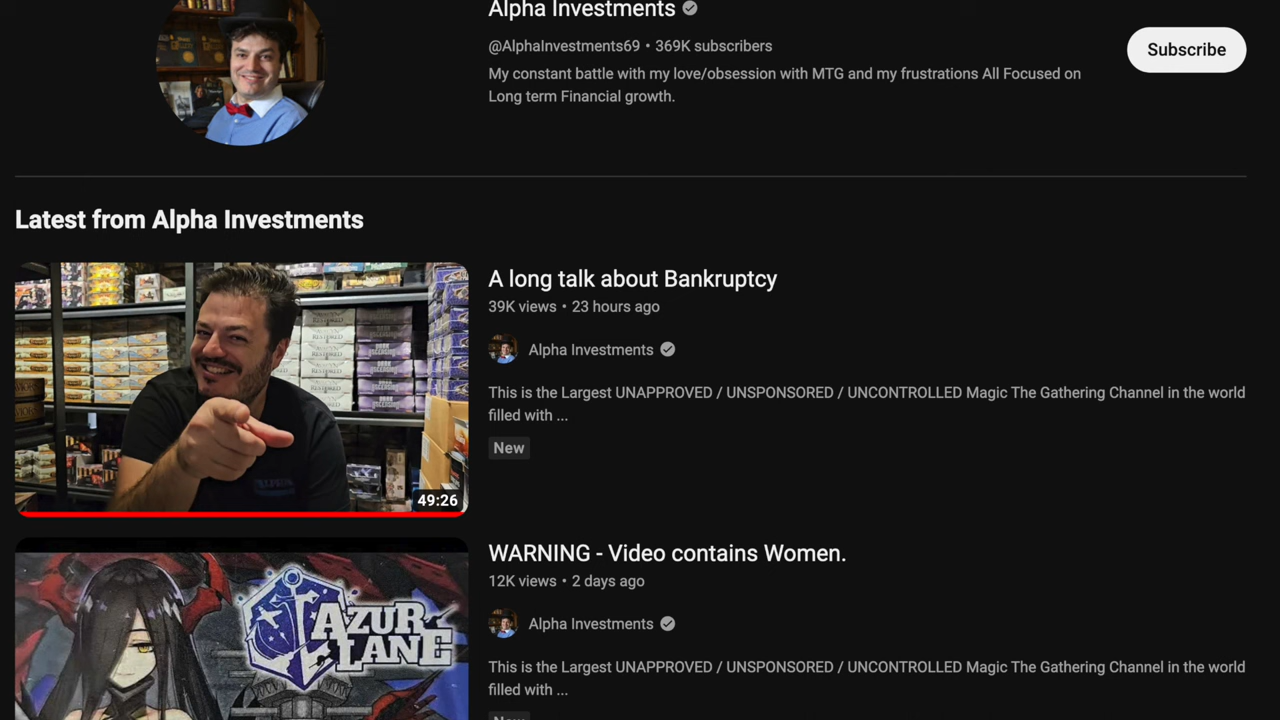 Alpha Investments
@AlphaInvestments69 • 369K subscribers
My constant battle with my love/obsession with MTG and my frustrations All Focused on
Long term Financial growth.
Subscribe
Latest from Alpha Investments
A long talk about Bankruptcy
39K views • 23 hours ago
Alpha Investments
This is the Largest UNAPPROVED / UNSPONSORED / UNCONTROLLED Magic The Gathering Channel in the world
filled with ...
New
49:26
WARNING - Video contains Women.
12K views • 2 days ago
Alpha Investments
This is the Largest UNAPPROVED / UNSPONSORED / UNCONTROLLED Magic The Gathering Channel in the world
filled with ...
New
AZUR
LANE